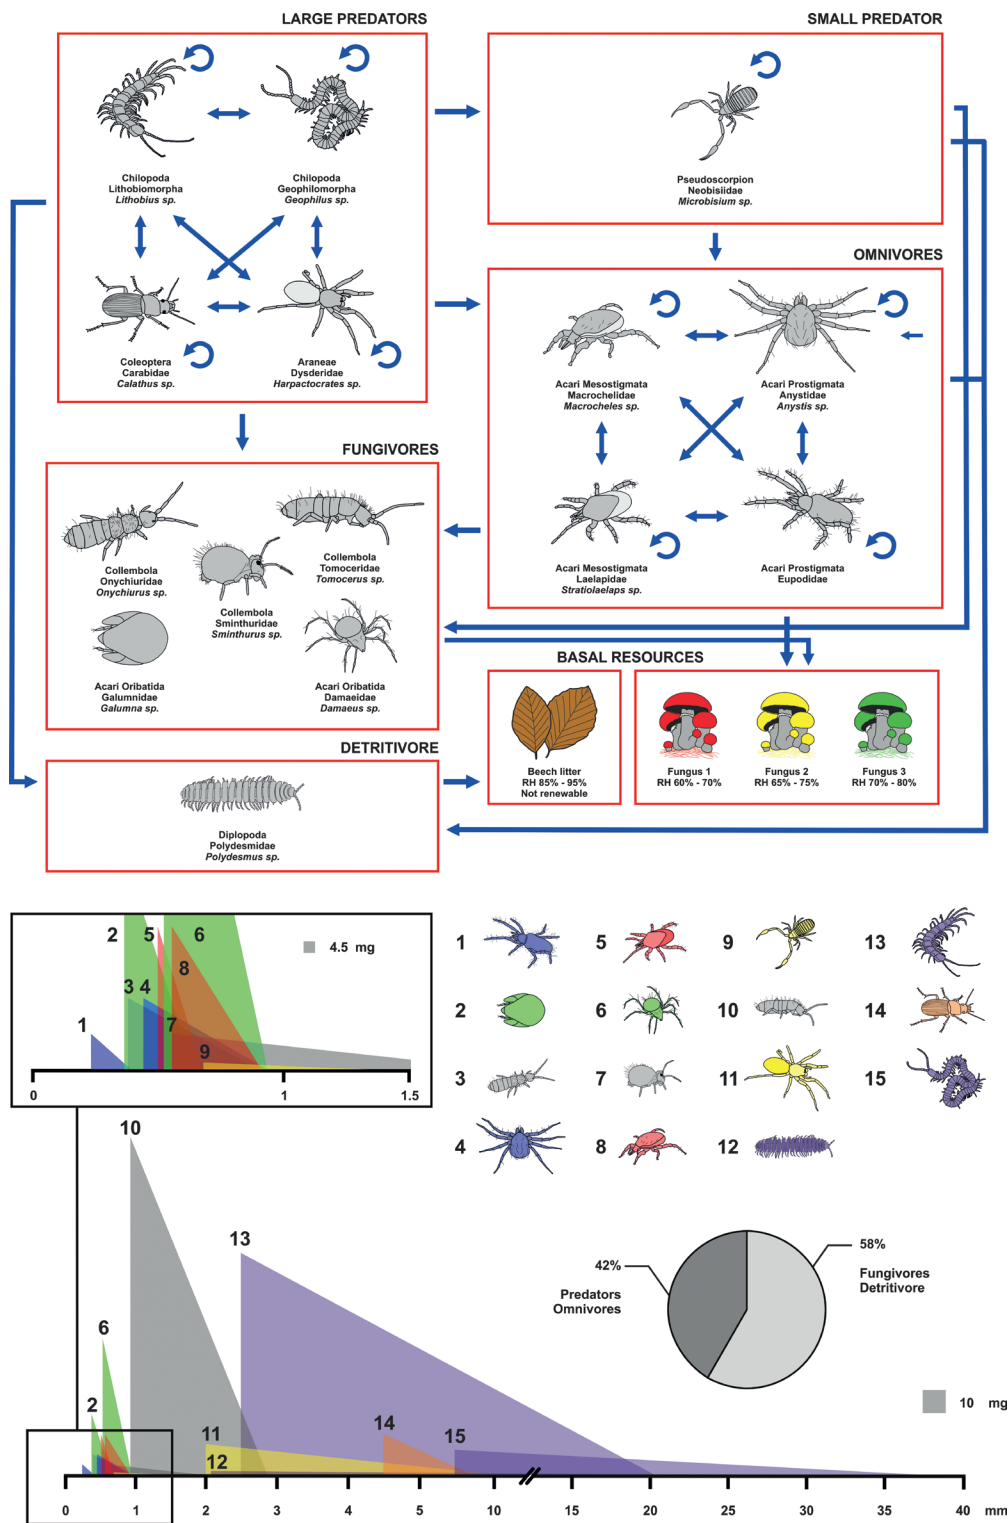 LARGE PREDATORS
SMALL PREDATOR
Chilopoda
Lithobiomorpha
Lithobius sp.
Chilopoda
Geophilomorpha
Geophilus sp.
Pseudoscorpion
Neobisiidae
Microbisium sp.
Coleoptera
Carabidae
Calathus sp.
Araneae
Dysderidae
Harpactocrates sp.
OMNIVORES
Acari Mesostigmata
Macrochelidae
Macrocheles sp.
Acari Prostigmata
Anystidae
Anystis sp.
Acari Mesostigmata
Laelapidae
Stratiolaelaps sp.
Acari Prostigmata
Eupodidae
FUNGIVORES
Collembola
Onychiuridae
Onychiurus sp.
Collembola
Tomoceridae
Tomocerus sp.
Collembola
Sminthuridae
Sminthurus sp.
Acari Oribatida
Galumnidae
Galumna sp.
Acari Oribatida
Damaeidae
Damaeus sp.
BASAL RESOURCES
Beech litter
RH 85% - 95%
Not renewable
Fungus 1
RH 60% - 70%
Fungus 2
RH 65% - 75%
Fungus 3
RH 70% - 80%
DETRITIVORE
Diplopoda
Polydesmidae
Polydesmus sp.
2 5 6
4.5 mg
8
3 4
1 7
9
0 1 1.5
1 5 9 13
2 6 10 14
3 7 11 15
4 8 12
10
13
6
2
11 14 15
12
42%
Predators
Omnivores
58%
Fungivores
Detritivore
10 mg
0 1 2 3 4 5 10 15 20 30 40 mm